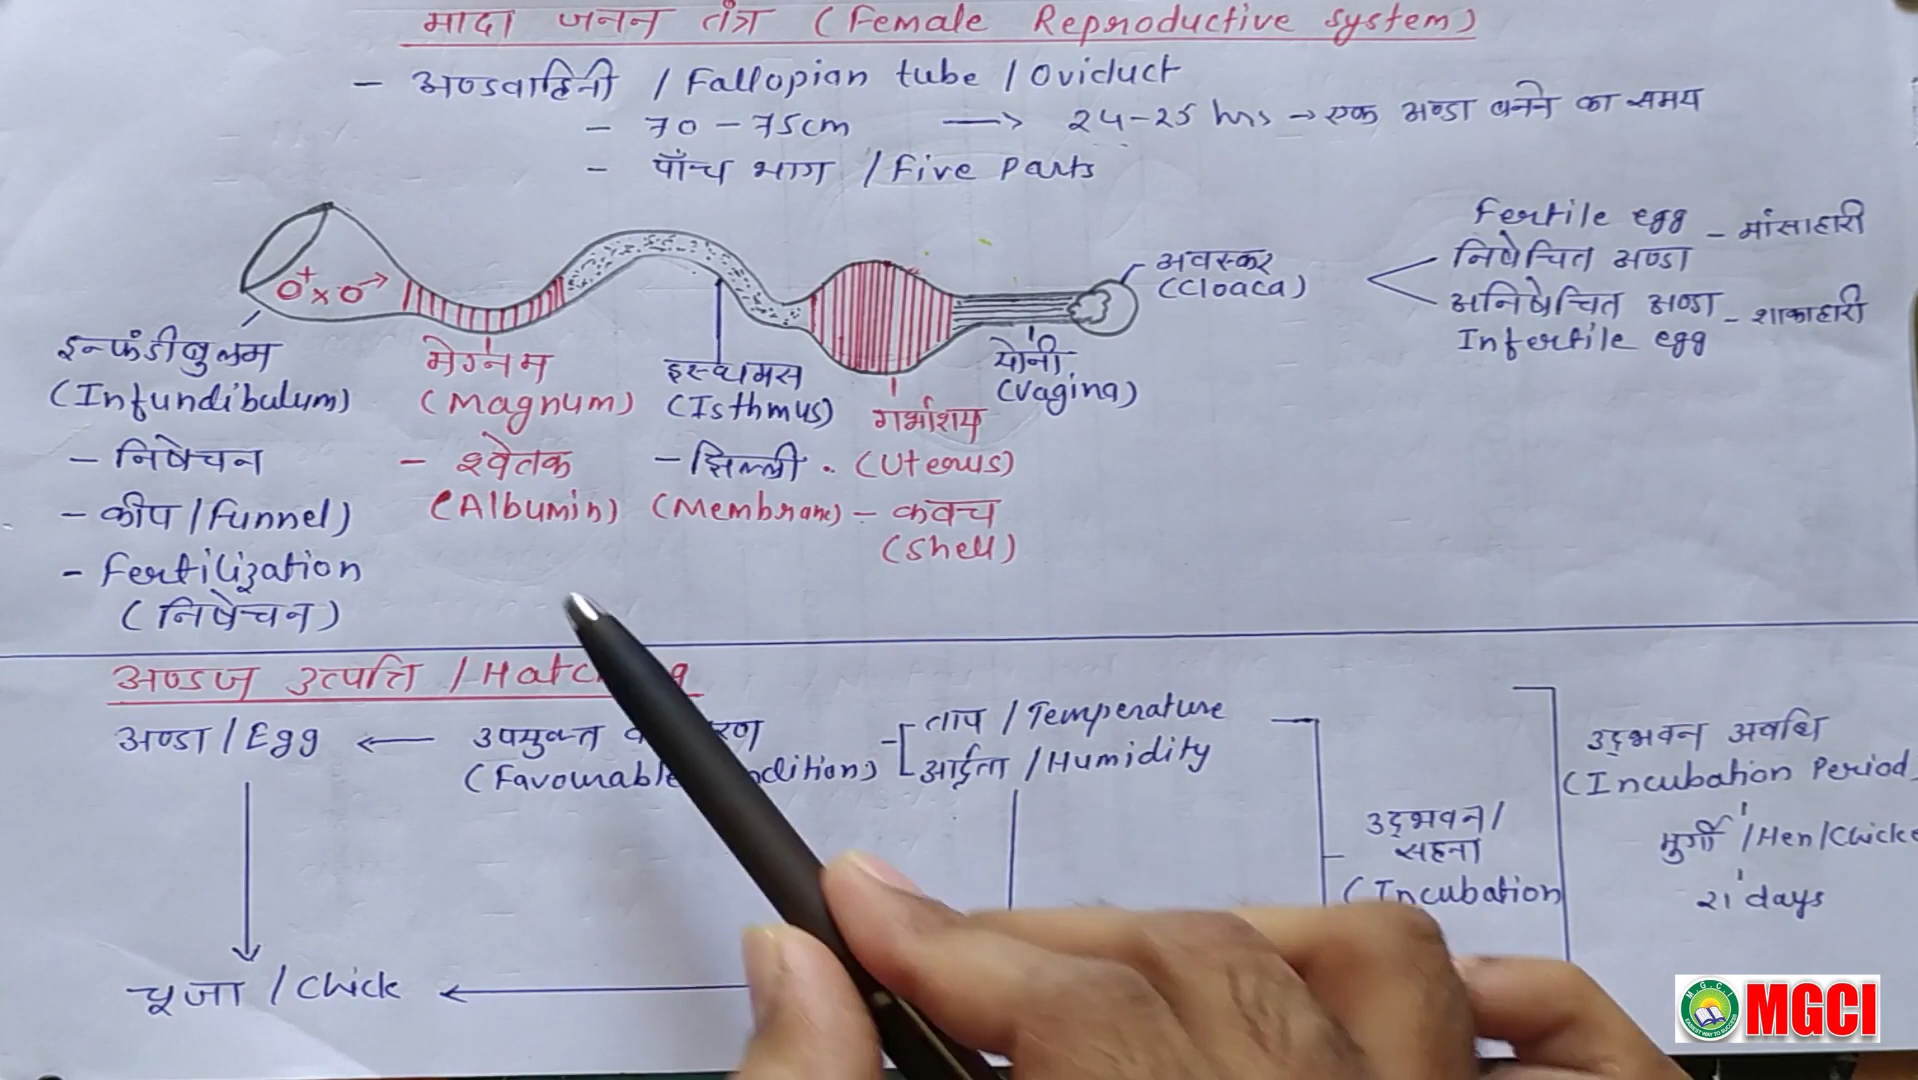 मादा जनन तंत्र (Female Reproductive System)
- अण्डवाहिनी / Fallopian tube / Oviduct
- 70-75cm → 24-25 hrs → एक अण्डा बनने का समय
- पाँच भाग / Five Parts
अवस्कर
(Cloaca)
Fertile egg
निषेचित अण्डा - मांसाहारी
अनिषेचित अण्डा - शाकाहारी
Infertile egg
इन्फंडीबुलम
(Infundibulum)
- निषेचन
- कीप / Funnel)
- Fertilization
(निषेचन)
मेग्नम
(Magnum)
- श्वेतक
(Albumin)
इस्थमस
(Isthmus)
- झिल्ली
(Membrane)
गर्भाशय
(Uterus)
- कवच
(Shell)
योनी
(Vagina)
अण्डज उत्पत्ति /
अण्डा / Egg ← उपयुक्त
(Favourable
ताप / Temperature
आर्द्रता / Humidity
उद्भवन /
सहना
(Incubation
उद्भवन अवधि
(Incubation Period
मुर्गी / Hen /
21 days
चूजा / Chick
M.G.C.I
EASIEST WAY TO SUCCESS
MGCI